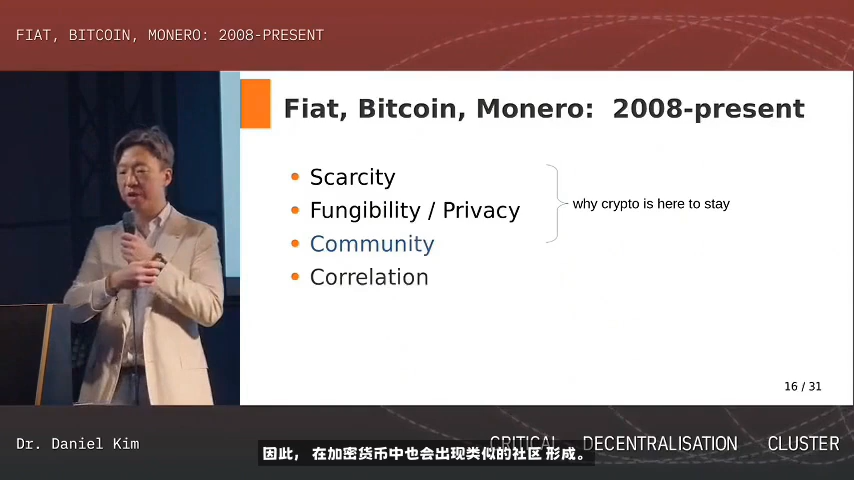 FIAT, BITCOIN, MONERO: 2008-PRESENT
Fiat, Bitcoin, Monero: 2008-present
Scarcity
Fungibility / Privacy
why crypto is here to stay
Community
Correlation
16 / 31
Dr. Daniel Kim
CRITICAL DECENTRALISATION CLUSTER
因此， 在加密货币中也会出现类似的社区 形成。